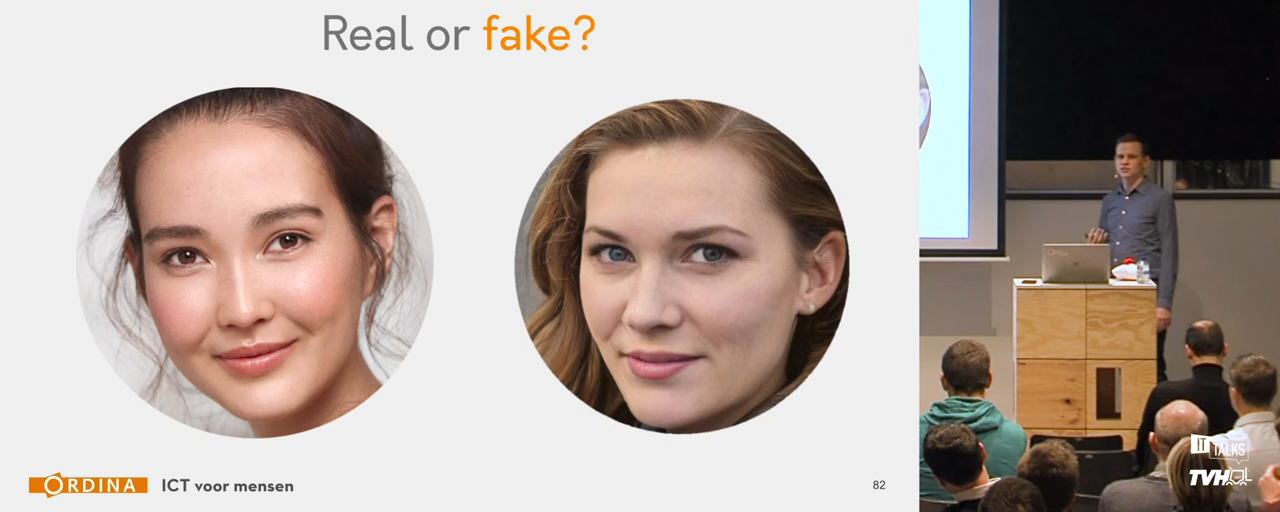 Real or fake?
ORDINA
ICT voor mensen
82
IT
TALKS
TVH